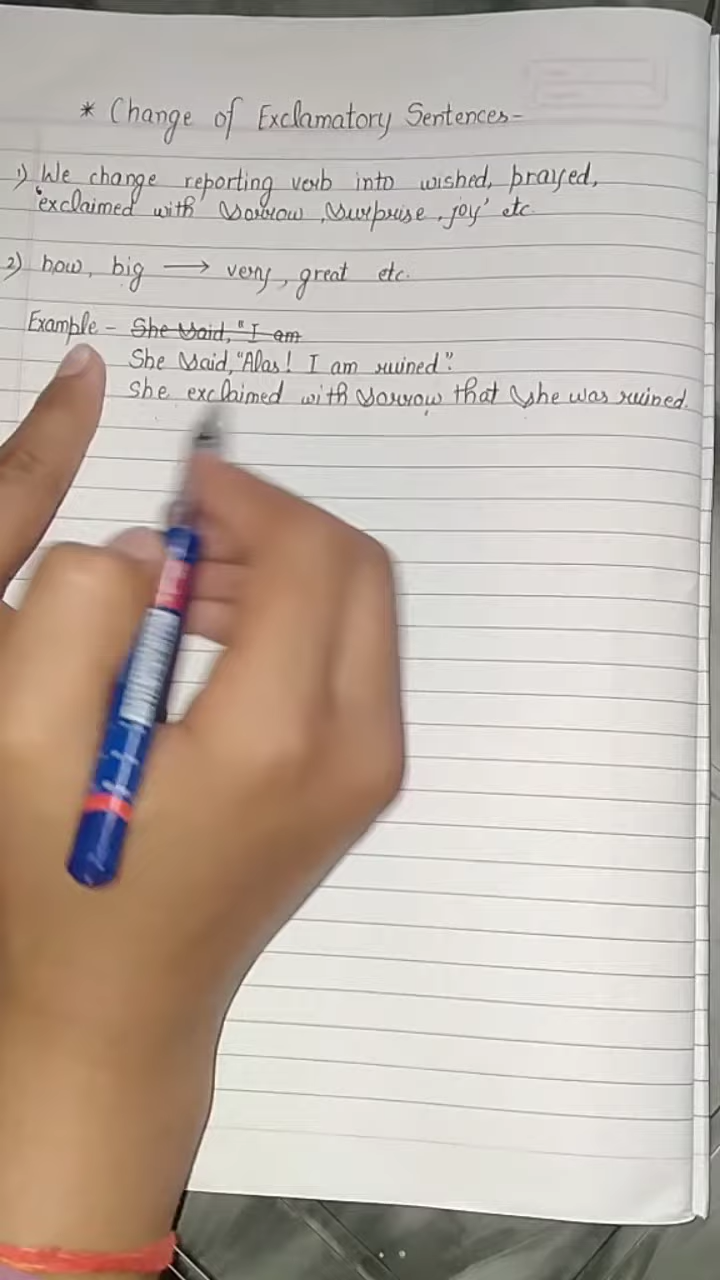 * Change of Exclamatory Sentences-
1) We change reporting verb into wished, prayed,
'exclaimed with sorrow, surprise, joy' etc.
2) how, big → very, great etc.
Example - She said, "I am
She said, "Alas! I am ruined".
She exclaimed with sorrow that she was ruined.